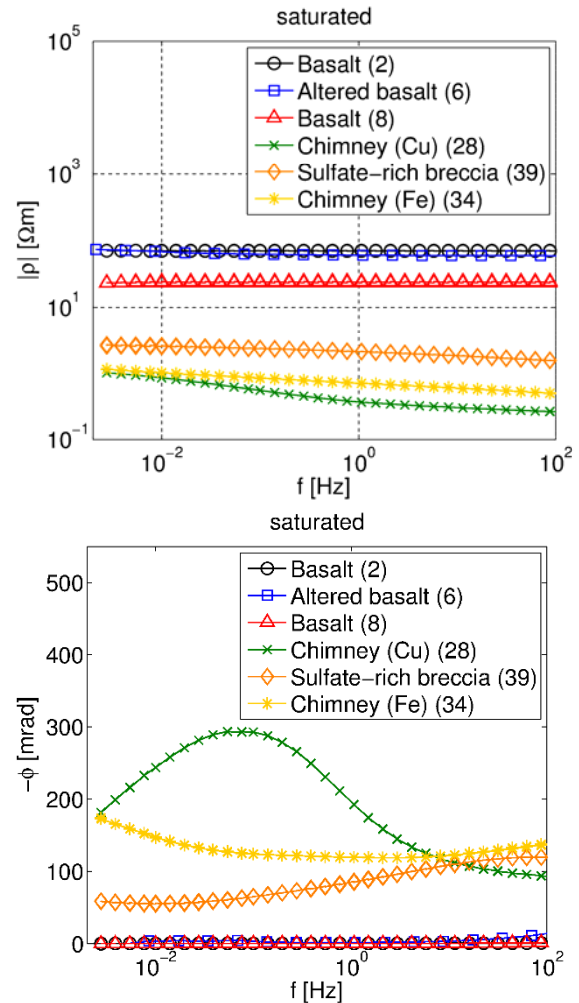 saturated
10^5
10^3
10^1
10^-1
|ρ| [Ωm]
Basalt (2)
Altered basalt (6)
Basalt (8)
Chimney (Cu) (28)
Sulfate−rich breccia (39)
Chimney (Fe) (34)
10^-2
10^0
10^2
f [Hz]
saturated
500
400
300
200
100
0
-ϕ [mrad]
Basalt (2)
Altered basalt (6)
Basalt (8)
Chimney (Cu) (28)
Sulfate−rich breccia (39)
Chimney (Fe) (34)
10^-2
10^0
10^2
f [Hz]